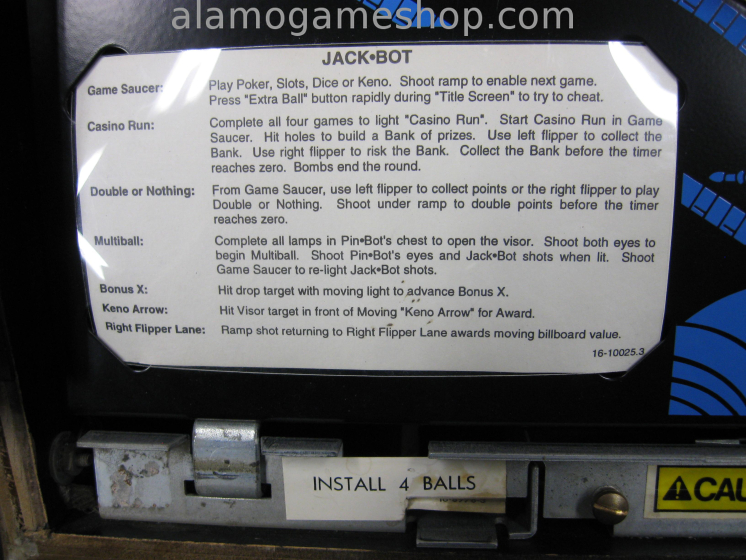 alamogameshop.com
JACK•BOT
Game Saucer: Play Poker, Slots, Dice or Keno. Shoot ramp to enable next game.
Press "Extra Ball" button rapidly during "Title Screen" to try to cheat.
Casino Run: Complete all four games to light "Casino Run". Start Casino Run in Game
Saucer. Hit holes to build a Bank of prizes. Use left flipper to collect the
Bank. Use right flipper to risk the Bank. Collect the Bank before the timer
reaches zero. Bombs end the round.
Double or Nothing: From Game Saucer, use left flipper to collect points or the right flipper to play
Double or Nothing. Shoot under ramp to double points before the timer
reaches zero.
Multiball: Complete all lamps in Pin•Bot's chest to open the visor. Shoot both eyes to
begin Multiball. Shoot Pin•Bot's eyes and Jack•Bot shots when lit. Shoot
Game Saucer to re-light Jack•Bot shots.
Bonus X: Hit drop target with moving light to advance Bonus X.
Keno Arrow: Hit Visor target in front of Moving "Keno Arrow" for Award.
Right Flipper Lane: Ramp shot returning to Right Flipper Lane awards moving billboard value.
16-10025.3
INSTALL 4 BALLS
CAU